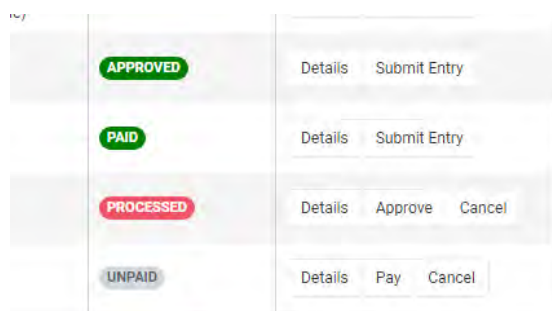 APPROVED Details Submit Entry
PAID Details Submit Entry
PROCESSED Details Approve Cancel
UNPAID Details Pay Cancel